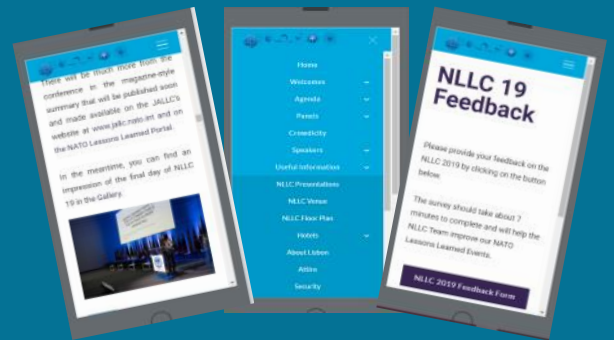 There will be much more from the
conference in the magazine-style
summary that will be published soon
and made available on the JALLC's
website at www.jallc.nato.int and on
the NATO Lessons Learned Portal.
In the meantime, you can find an
impression of the final day of NLLC
19 in the Gallery.
Home
Welcomes
Agenda
Panels
Crowdicity
Speakers
Useful Information
NLLC Presentations
NLLC Venue
NLLC Floor Plan
Hotels
About Lisbon
Attire
Security
NLLC 19
Feedback
Please provide your feedback on the
NLLC 2019 by clicking on the button
below.
The survey should take about 7
minutes to complete and will help the
NLLC Team improve our NATO
Lessons Learned Events.
NLLC 2019 Feedback Form